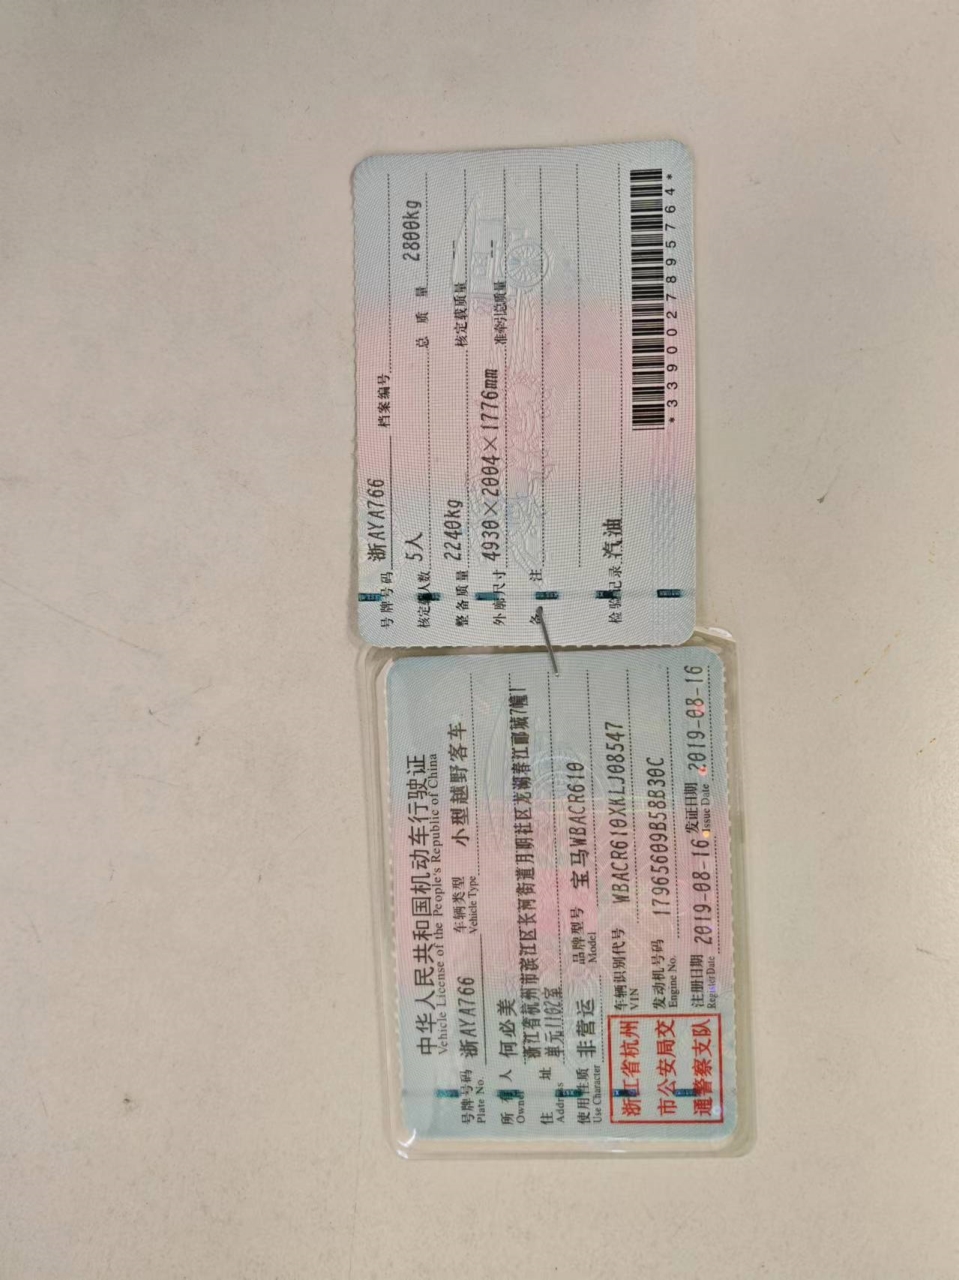 中华人民共和国机动车行驶证
Vehicle License of the People's Republic of China
号牌号码 浙AYA766 车辆类型 小型越野客车
Plate No. Vehicle Type
所有人 何必美
Owner
住址 浙江省杭州市滨江区长河街道月明社区龙湖春江郦城7幢1
单元1102室
Address
使用性质 非营运 品牌型号 宝马WBACR610
Use Character Model
浙江省杭州
市公安局交
通警察支队
车辆识别代号 WBACR610XKLJ08547
VIN
发动机号码 17965609B58B30C
Engine No.
注册日期 2019-08-16 发证日期 2019-08-16
Register Date Issue Date
号牌号码 浙AYA766 档案编号
核定载人数 5人 总质量 2800kg
整备质量 2240kg 核定载质量 --
外廓尺寸 4930×2004×1776mm 准牵引总质量 --
备注
检验记录 汽油
*3390027895764*